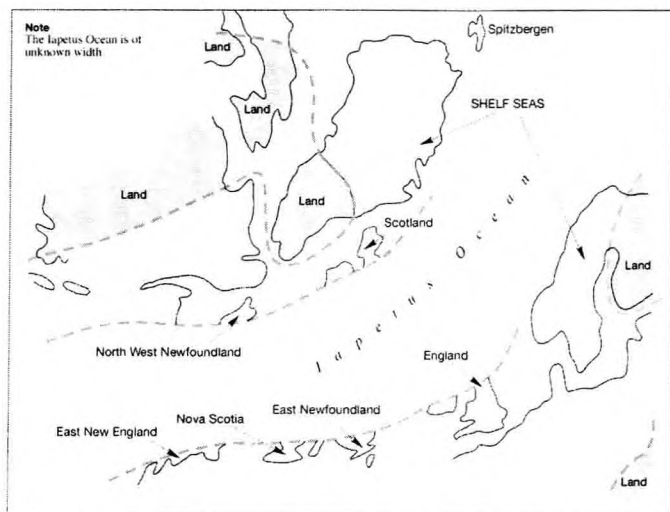 Note
The Iapetus Ocean is of
unknown width
Land
Spitzbergen
SHELF SEAS
Land
Land
Land
Scotland
Land
Iapetus Ocean
North West Newfoundland
England
Nova Scotia
East Newfoundland
East New England
Land